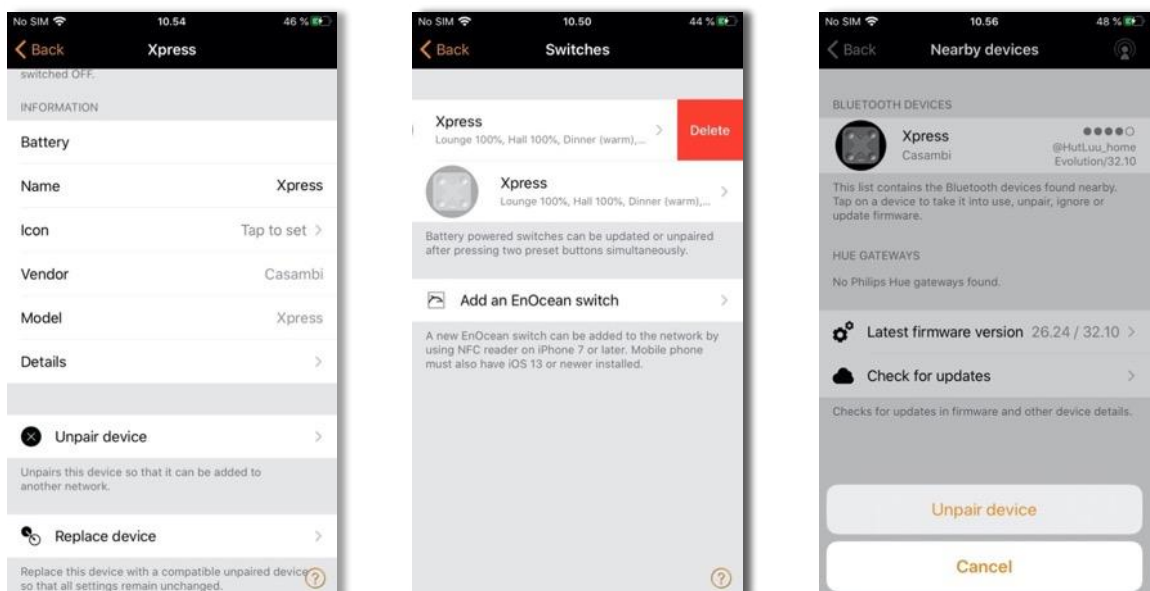 No SIM 10.54 46 %
Back Xpress
switched OFF.
INFORMATION
Battery
Name Xpress
Icon Tap to set
Vendor Casambi
Model Xpress
Details
Unpair device
Unpairs this device so that it can be added to
another network.
Replace device
Replace this device with a compatible unpaired device
so that all settings remain unchanged.
?
No SIM 10.50 44 %
Back Switches
Xpress
Lounge 100%, Hall 100%, Dinner (warm),...
Delete
Xpress
Lounge 100%, Hall 100%, Dinner (warm),...
Battery powered switches can be updated or unpaired
after pressing two preset buttons simultaneously.
Add an EnOcean switch
A new EnOcean switch can be added to the network by
using NFC reader on iPhone 7 or later. Mobile phone
must also have iOS 13 or newer installed.
?
No SIM 10.56 48 %
Back Nearby devices
BLUETOOTH DEVICES
Xpress
Casambi
@HutLuu_home
Evolution/32.10
This list contains the Bluetooth devices found nearby.
Tap on a device to take it into use, unpair, ignore or
update firmware.
HUE GATEWAYS
No Philips Hue gateways found.
Latest firmware version 26.24 / 32.10
Check for updates
Checks for updates in firmware and other device details.
Unpair device
Cancel